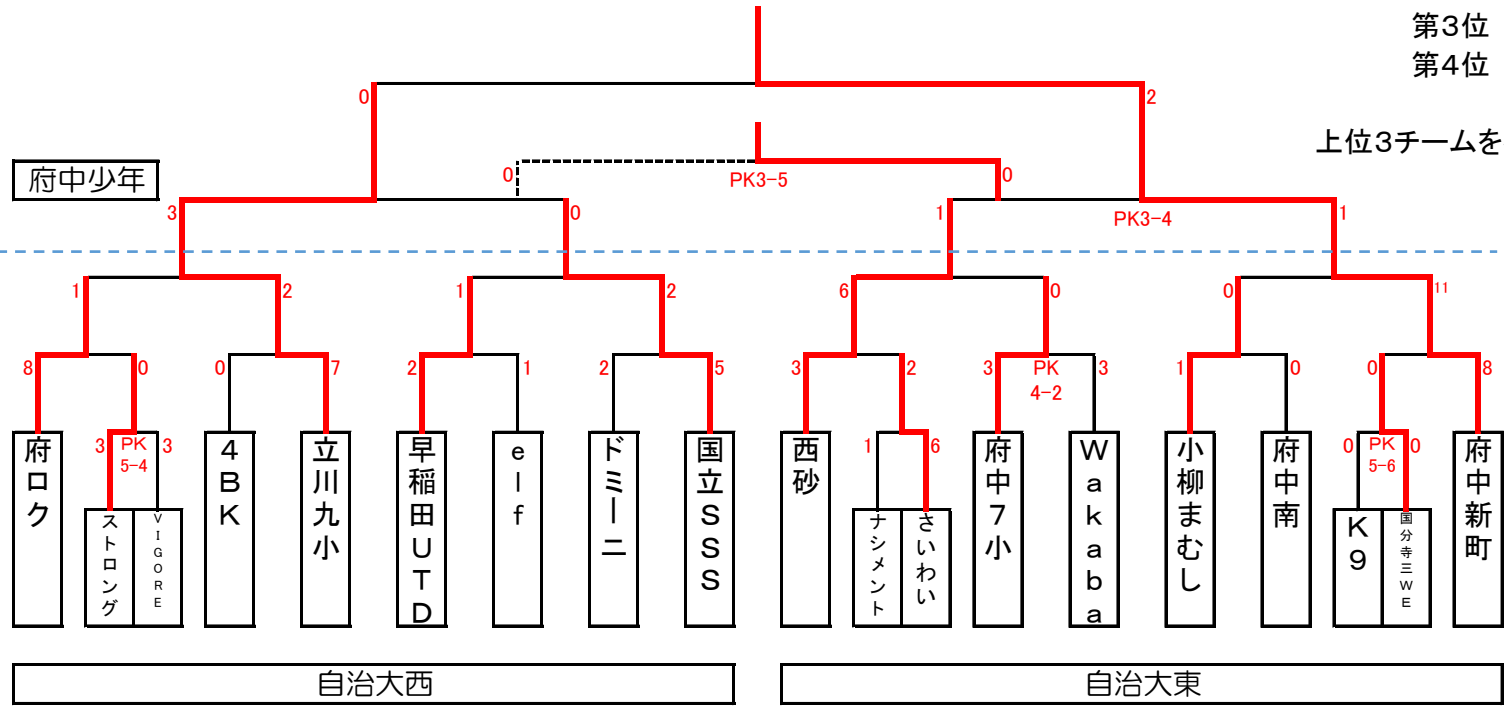 第3位
第4位
0
2
上位3チームを
府中少年
0
PK3-5
0
3
0
1
PK3-4
1
1
2
1
2
6
0
0
11
8
0
0
7
2
1
2
5
3
2
3
PK
4-2
3
1
0
0
8
3
PK
5-4
3
1
6
0
PK
5-6
0
府ロク
ストロング
VIGORE
4BK
立川九小
早稲田UTD
elf
ドミーニ
国立SSS
西砂
ナシメント
さいわい
府中7小
Wakaba
小柳まむし
府中南
K9
国分寺三WE
府中新町
自治大西
自治大東